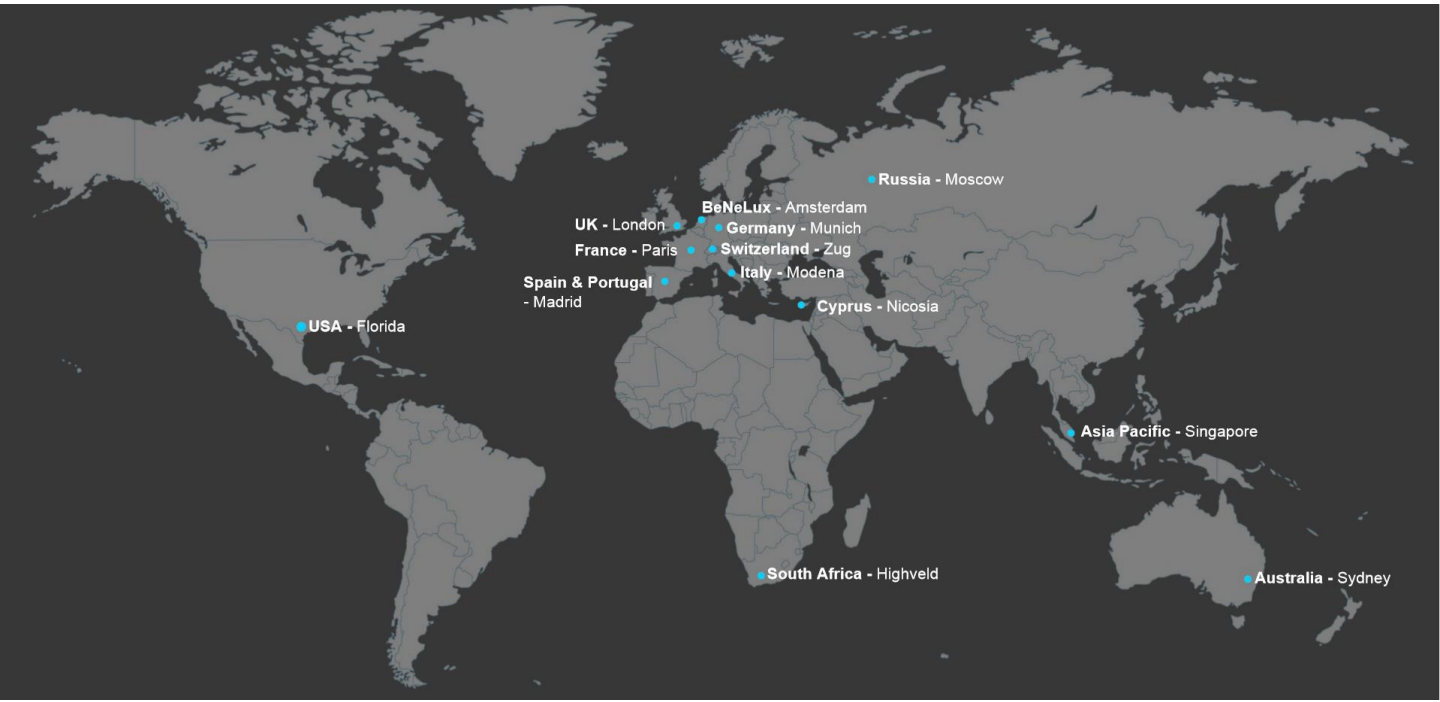 Russia - Moscow
BeNeLux - Amsterdam
UK - London
Germany - Munich
France - Paris
Switzerland - Zug
Italy - Modena
Spain & Portugal
- Madrid
Cyprus - Nicosia
USA - Florida
Asia Pacific - Singapore
South Africa - Highveld
Australia - Sydney